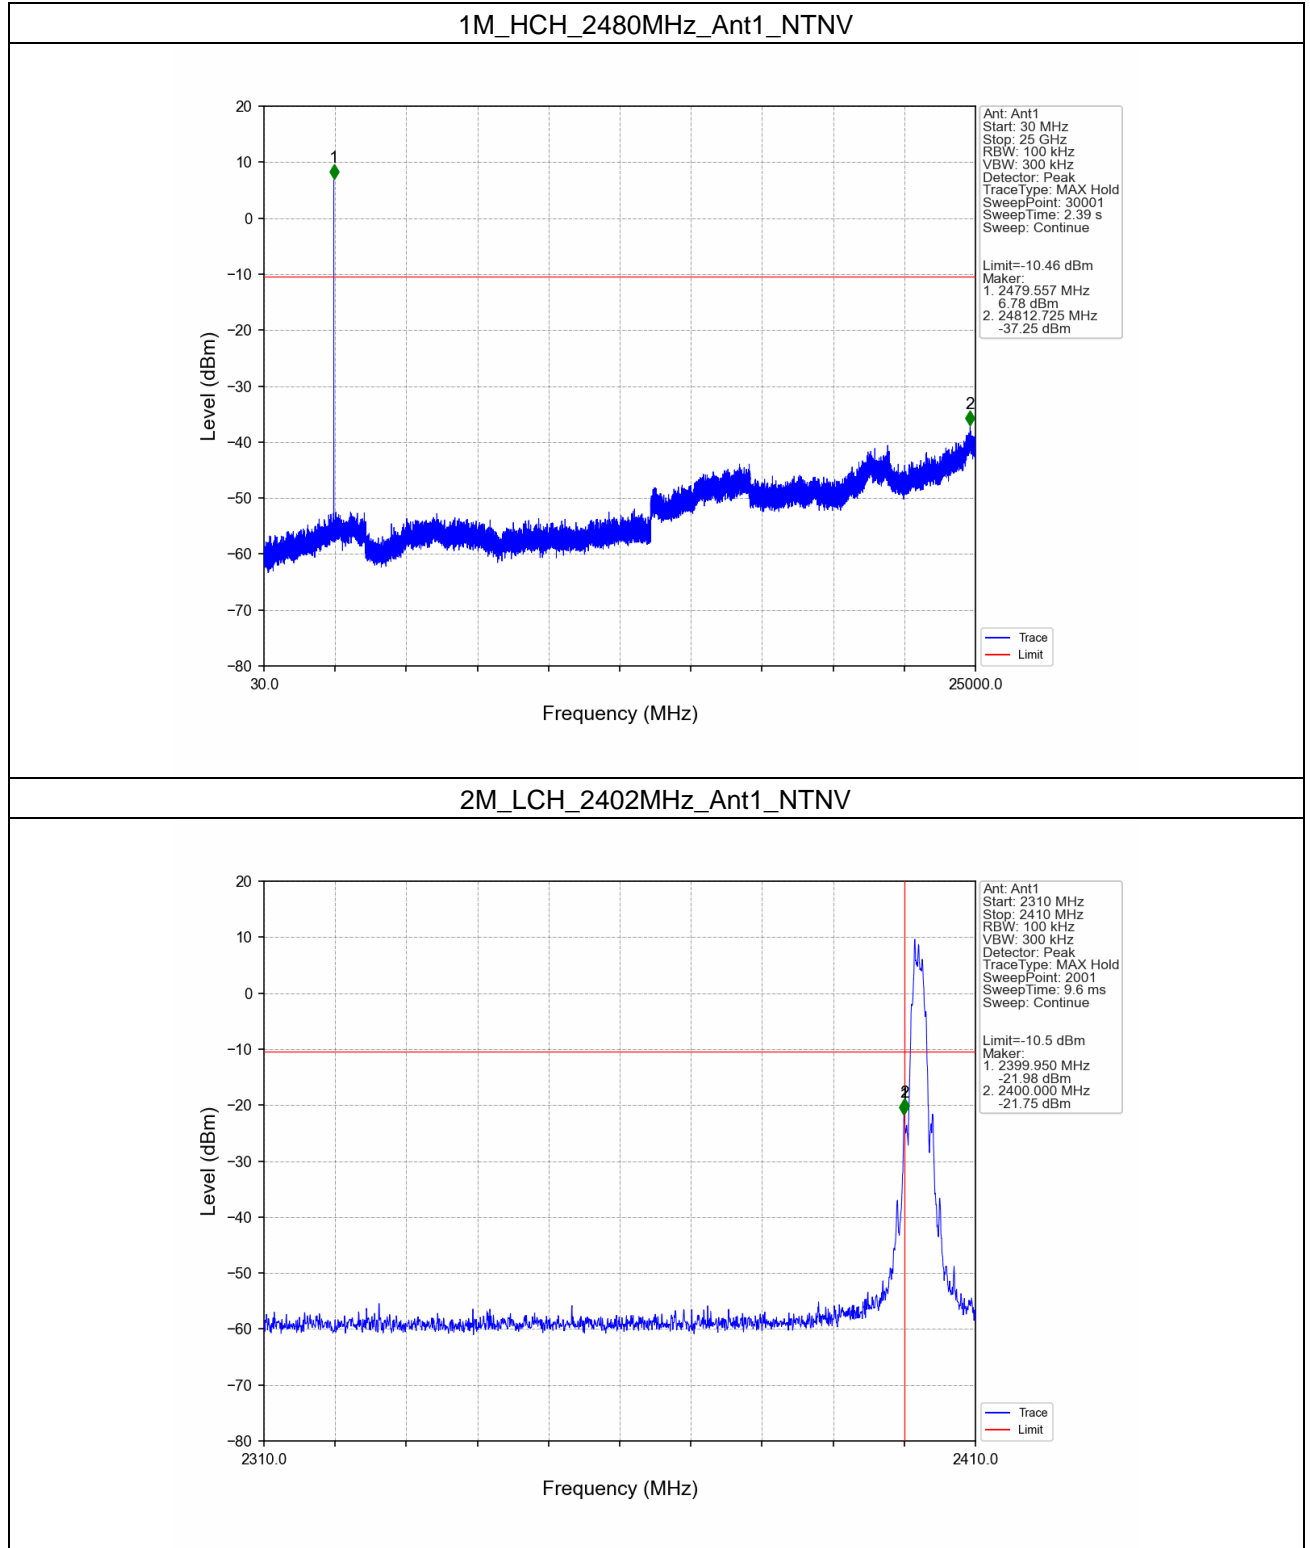 1M_HCH_2480MHz_Ant1_NTNV
20
10
0
−10
−20
−30
−40
−50
−60
−70
−80
Level (dBm)
1
2
30.0
25000.0
Frequency (MHz)
Ant: Ant1
Start: 30 MHz
Stop: 25 GHz
RBW: 100 kHz
VBW: 300 kHz
Detector: Peak
TraceType: MAX Hold
SweepPoint: 30001
SweepTime: 2.39 s
Sweep: Continue
Limit=-10.46 dBm
Maker:
1. 2479.557 MHz
6.78 dBm
2. 24812.725 MHz
-37.25 dBm
Trace
Limit
2M_LCH_2402MHz_Ant1_NTNV
20
10
0
−10
−20
−30
−40
−50
−60
−70
−80
Level (dBm)
2
2310.0
2410.0
Frequency (MHz)
Ant: Ant1
Start: 2310 MHz
Stop: 2410 MHz
RBW: 100 kHz
VBW: 300 kHz
Detector: Peak
TraceType: MAX Hold
SweepPoint: 2001
SweepTime: 9.6 ms
Sweep: Continue
Limit=-10.5 dBm
Maker:
1. 2399.950 MHz
-21.98 dBm
2. 2400.000 MHz
-21.75 dBm
Trace
Limit